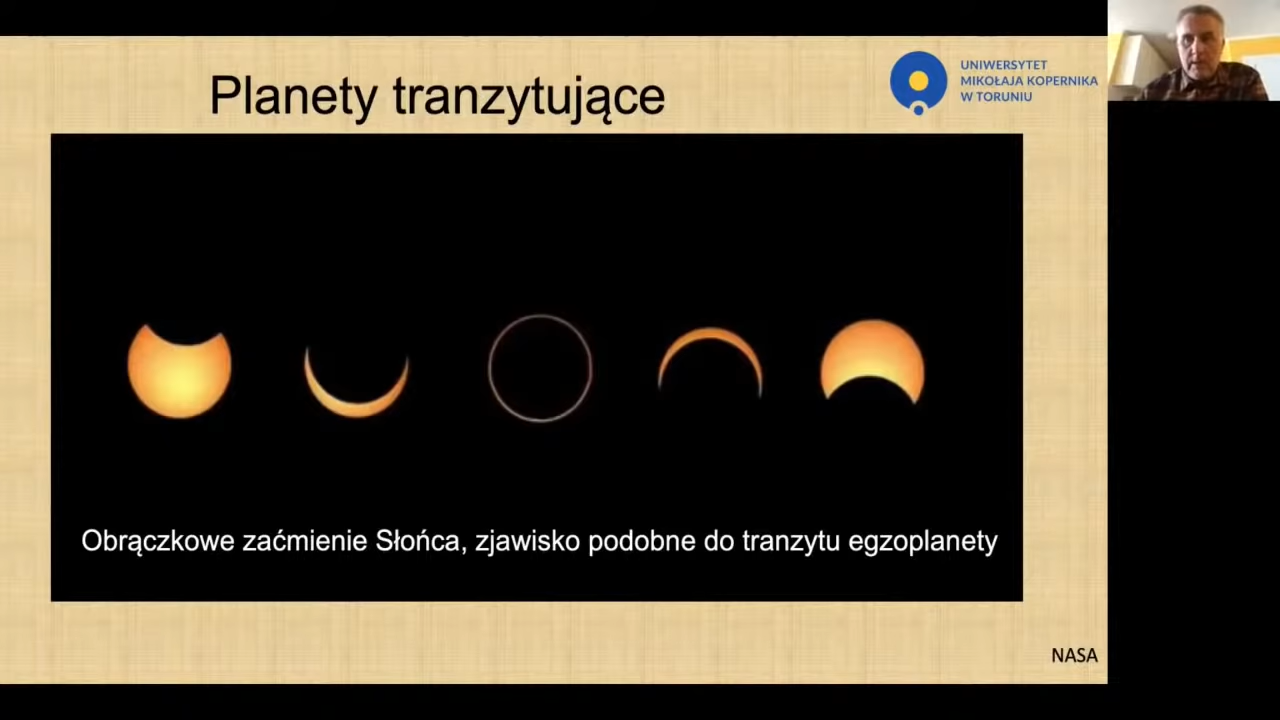 Planety tranzytujące
UNIWERSYTET
MIKOŁAJA KOPERNIKA
W TORUNIU
Obrączkowe zaćmienie Słońca, zjawisko podobne do tranzytu egzoplanety
NASA